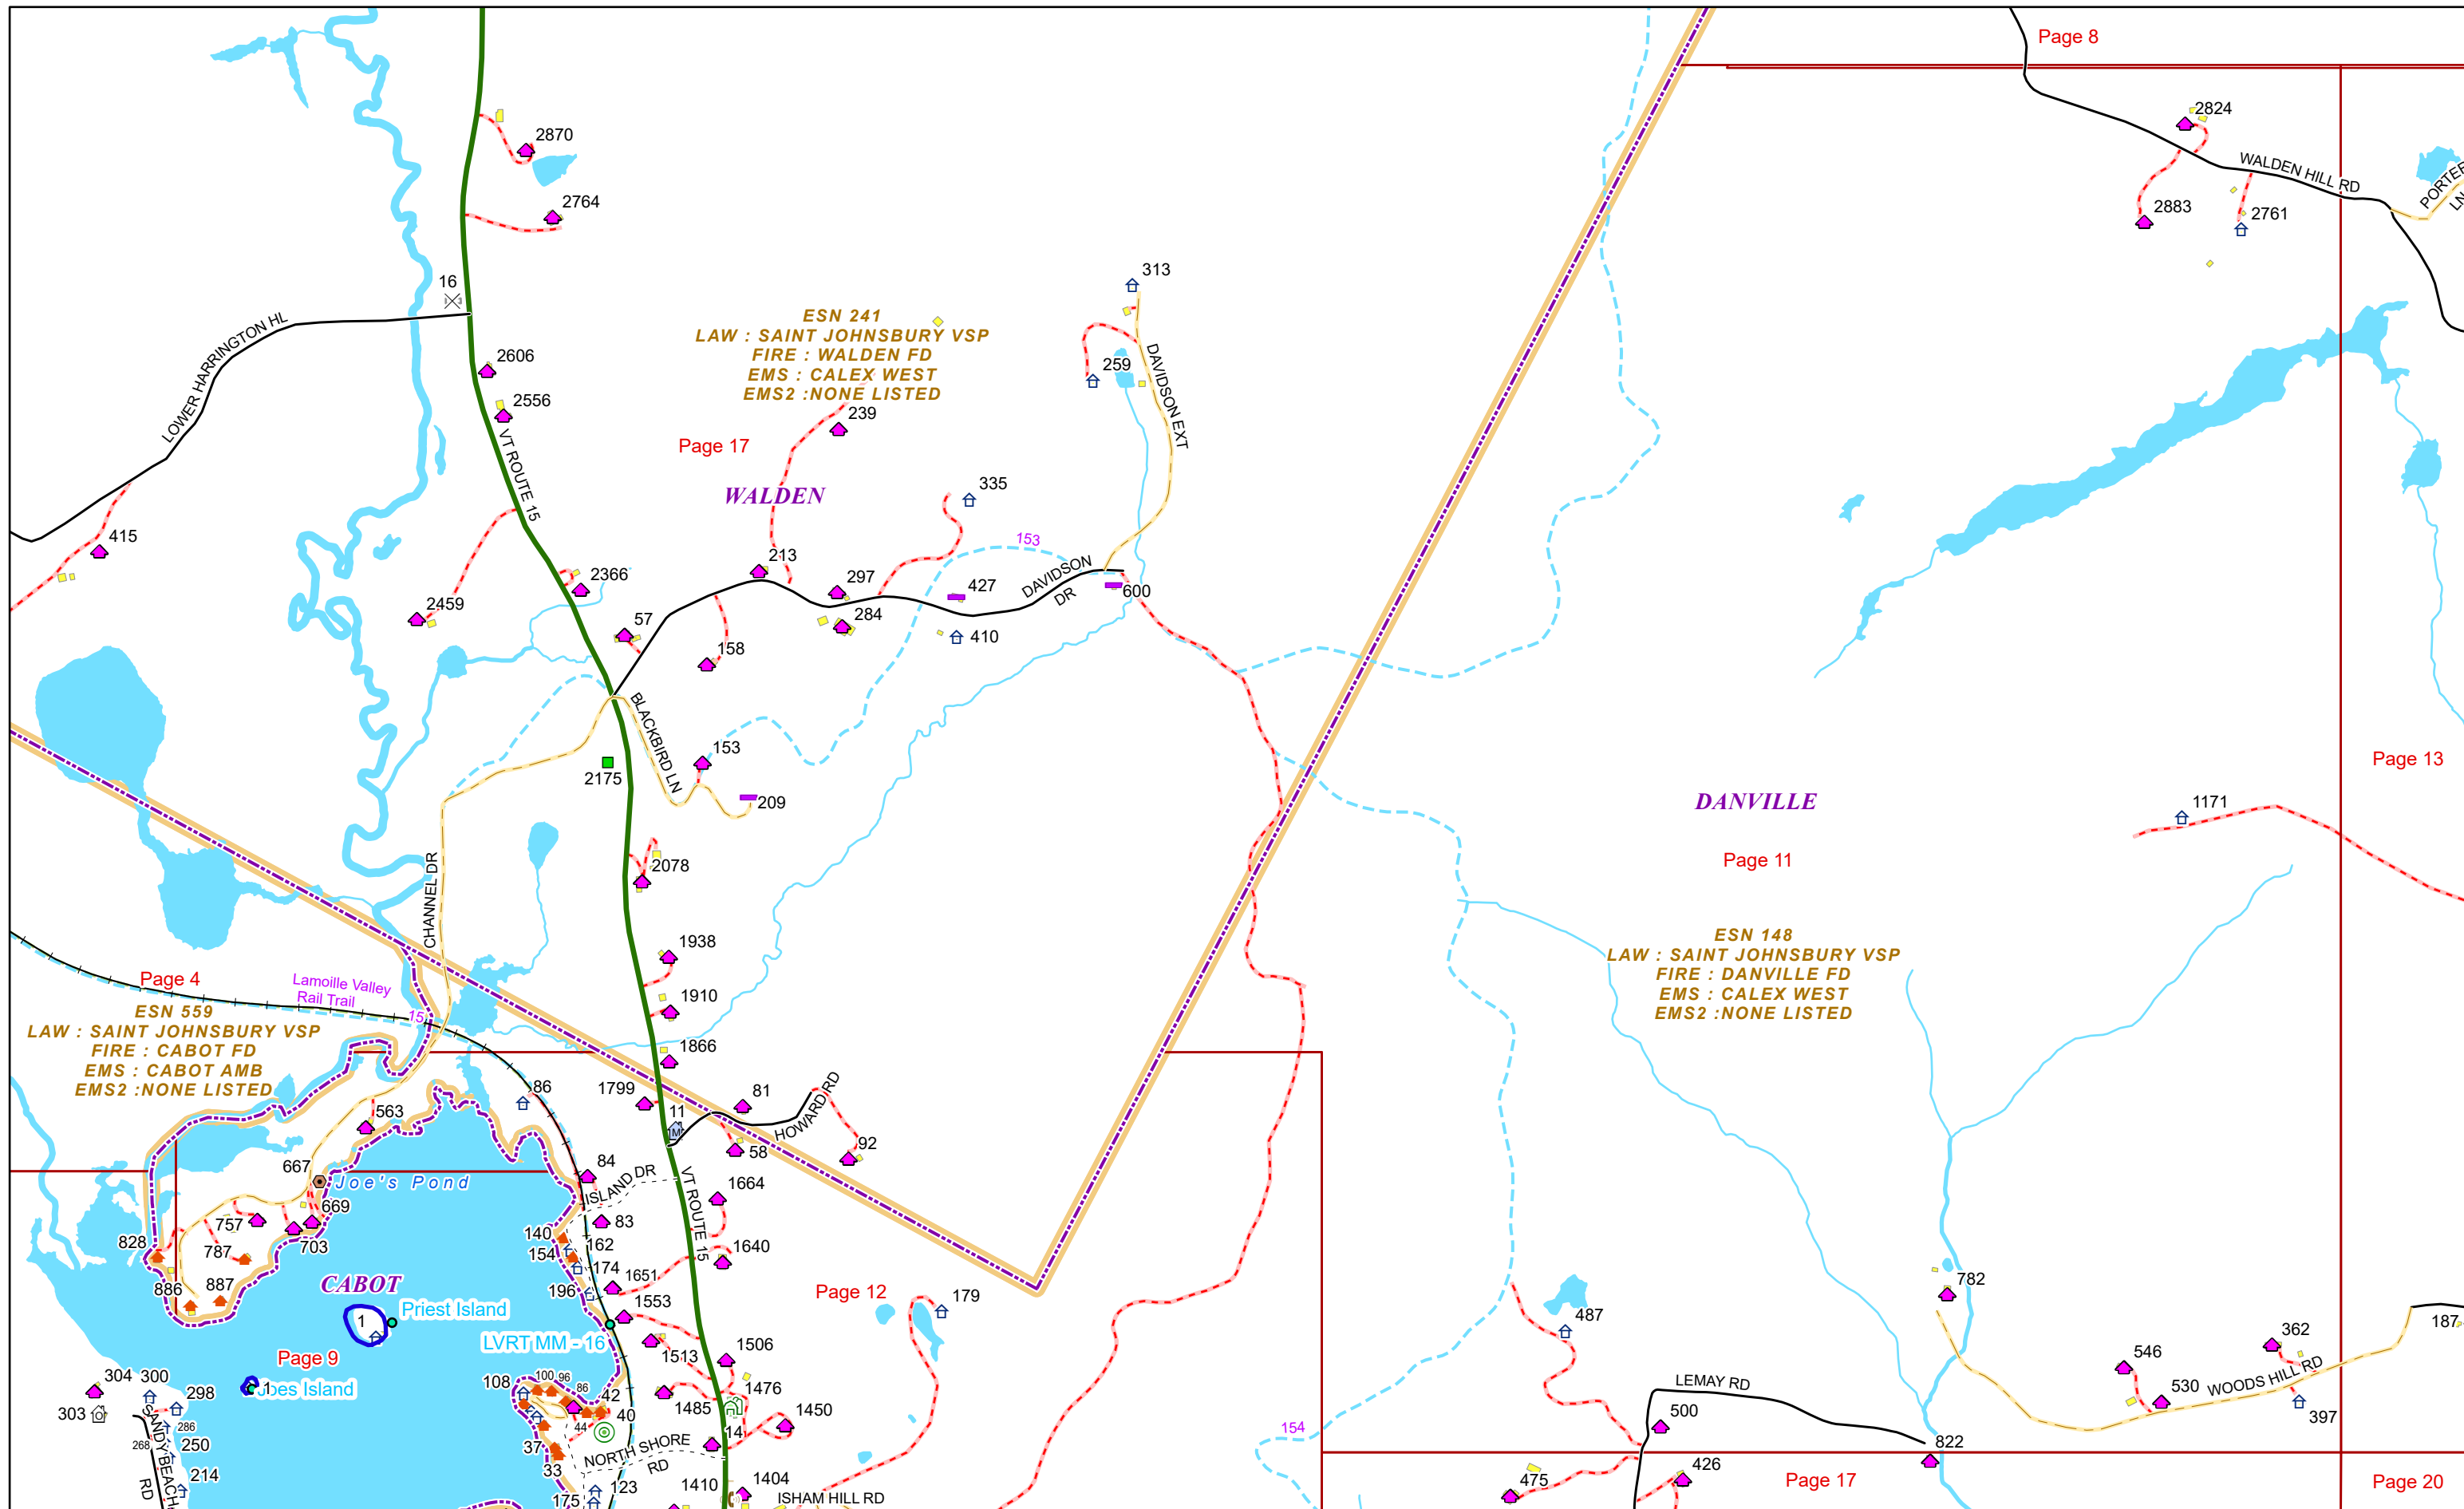 Page 8
2824
2870
WALDEN HILL RD
PORTER
LN
2764
2883
2761
16
313
LOWER HARRINGTON HL
ESN 241
LAW : SAINT JOHNSBURY VSP
FIRE : WALDEN FD
EMS : CALEX WEST
EMS2 :NONE LISTED
2606
259
DAVIDSON EXT
2556
239
VT ROUTE 15
Page 17
WALDEN
335
415
153
213
2366
297
427
DAVIDSON
DR
600
2459
57
284
410
158
BLACKBIRD LN
153
2175
209
Page 13
DANVILLE
1171
Page 11
2078
CHANNEL DR
ESN 148
LAW : SAINT JOHNSBURY VSP
FIRE : DANVILLE FD
EMS : CALEX WEST
EMS2 :NONE LISTED
1938
Page 4
Lamoille Valley
Rail Trail
15
1910
ESN 559
LAW : SAINT JOHNSBURY VSP
FIRE : CABOT FD
EMS : CABOT AMB
EMS2 :NONE LISTED
1866
86
1799
81
11
M
HOWARD RD
563
58
92
667
84
Joe's Pond
ISLAND DR
VT ROUTE 15
1664
669
757
83
703
828
787
140
162
154
1640
174
1651
CABOT
196
886
887
Priest Island
1
1553
Page 12
179
782
LVRT MM - 16
487
187
362
Page 9
1513
1506
546
304
300
298
Joes Island
1
108
100
96
86
42
1476
LEMAY RD
530
WOODS HILL RD
303
SANDY BEACH
RD
286
268
250
44
40
1485
1450
14
500
397
154
37
NORTH SHORE
RD
822
33
214
123
175
1410
1404
ISHAM HILL RD
475
426
Page 17
Page 20